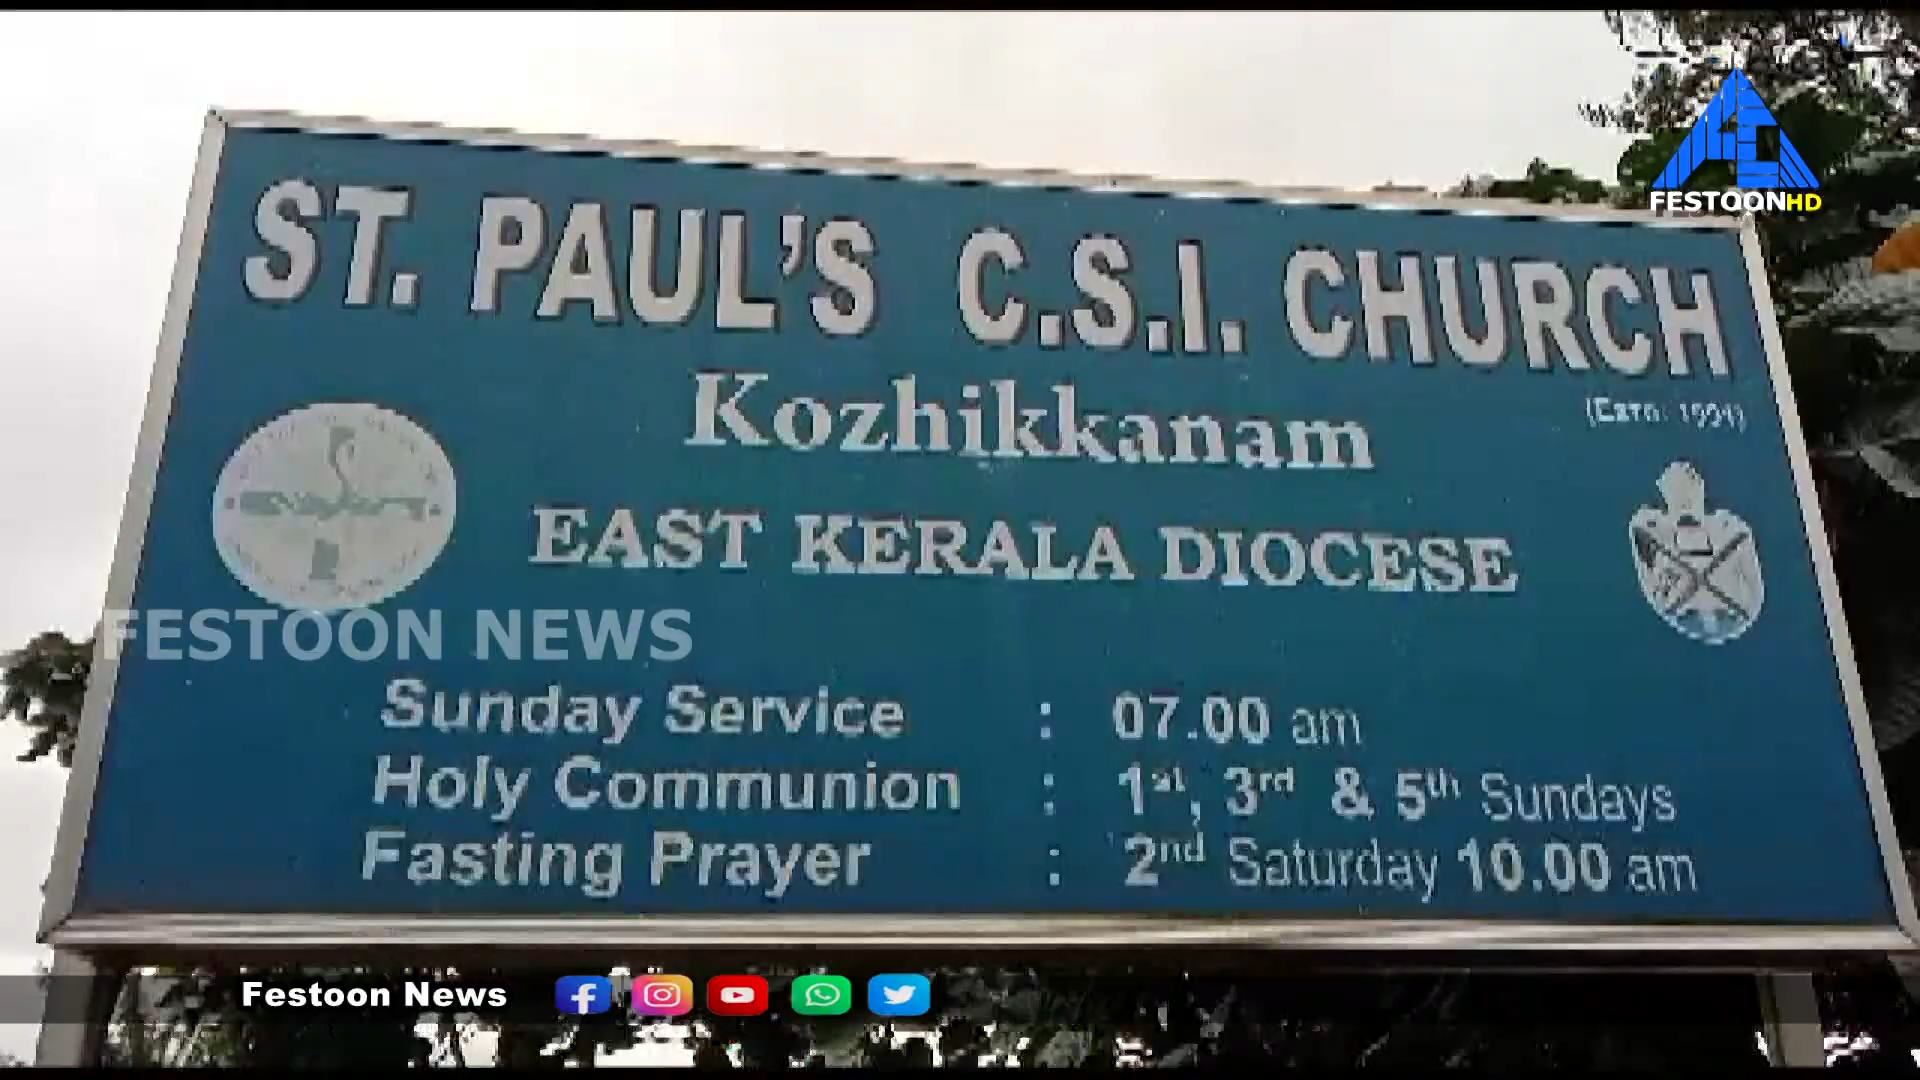 FESTOONHD
ST. PAUL'S C.S.I. CHURCH
Kozhikkanam
EAST KERALA DIOCESE
FESTOON NEWS
Sunday Service : 07.00 am
Holy Communion : 1st, 3rd & 5th Sundays
Fasting Prayer : 2nd Saturday 10.00 am
Festoon News